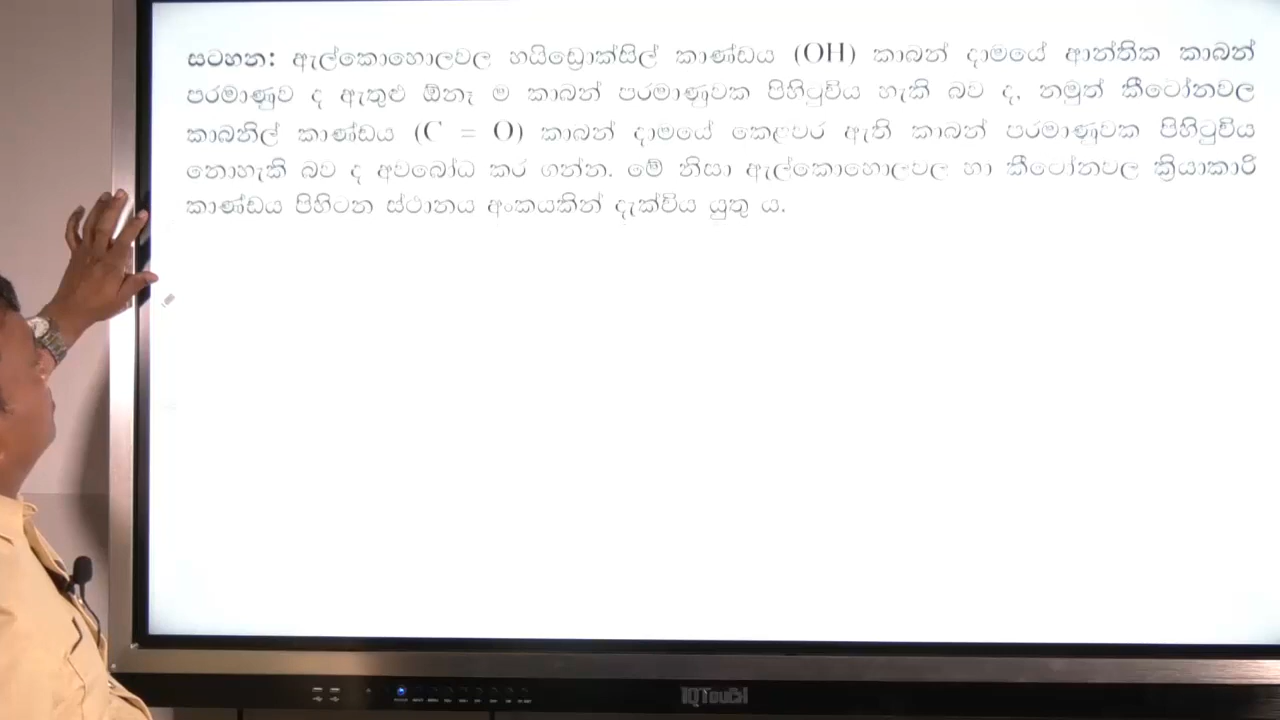 සටහන: ඇල්කොහොලවල හයිඩ්‍රොක්සිල් කාණ්ඩය (OH) කාබන් දාමයේ ආන්තික කාබන්
පරමාණුව ද ඇතුළු ඕනෑ ම කාබන් පරමාණුවක පිහිටුවිය හැකි බව ද, නමුත් කීටෝනවල
කාබනිල් කාණ්ඩය (C = O) කාබන් දාමයේ කෙළවර ඇති කාබන් පරමාණුවක පිහිටුවිය
නොහැකි බව ද අවබෝධ කර ගන්න. මේ නිසා ඇල්කොහොලවල හා කීටෝනවල ක්‍රියාකාරී
කාණ්ඩය පිහිටන ස්ථානය අංකයකින් දැක්විය යුතු ය.
IQTouch